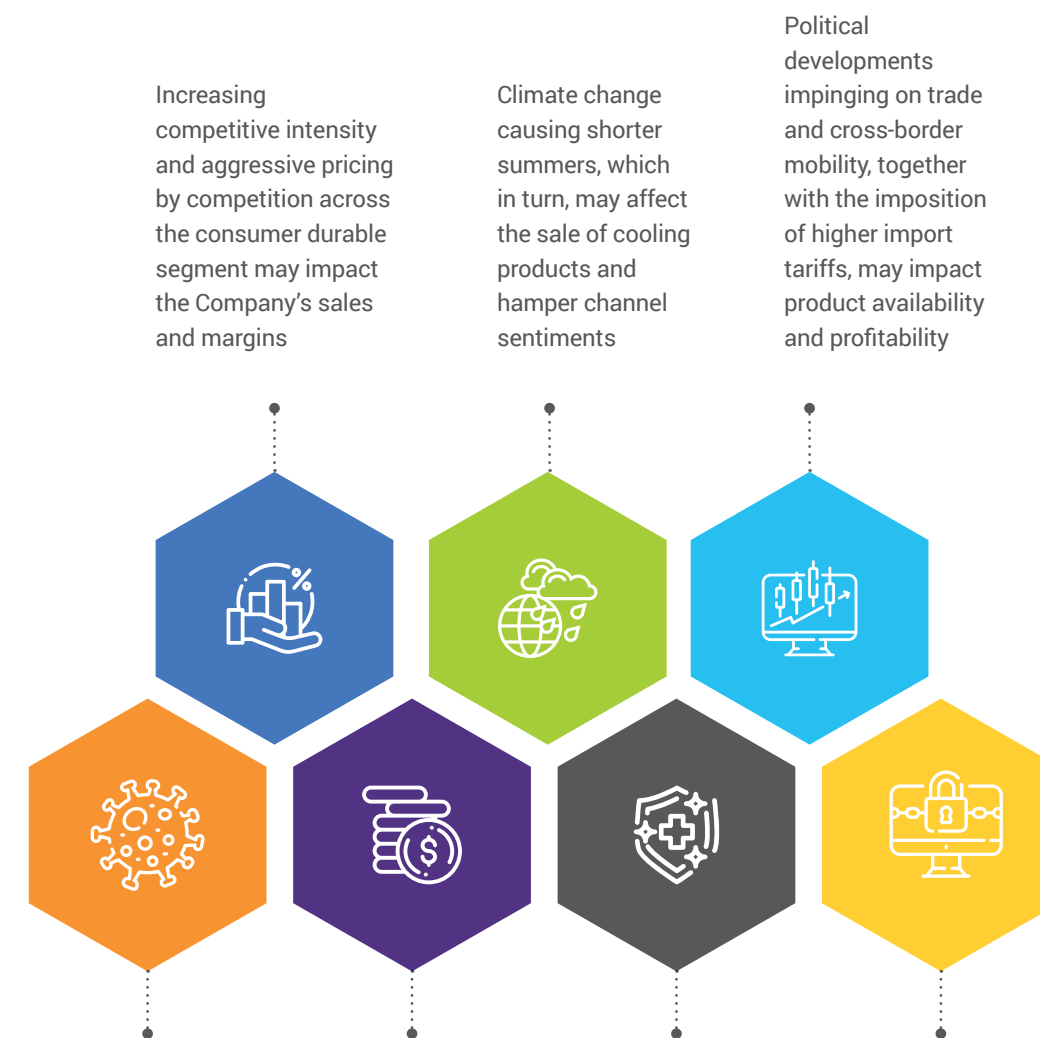 Increasing
competitive intensity
and aggressive pricing
by competition across
the consumer durable
segment may impact
the Company’s sales
and margins
Climate change
causing shorter
summers, which
in turn, may affect
the sale of cooling
products and
hamper channel
sentiments
Political
developments
impinging on trade
and cross-border
mobility, together
with the imposition
of higher import
tariffs, may impact
product availability
and profitability
%
$